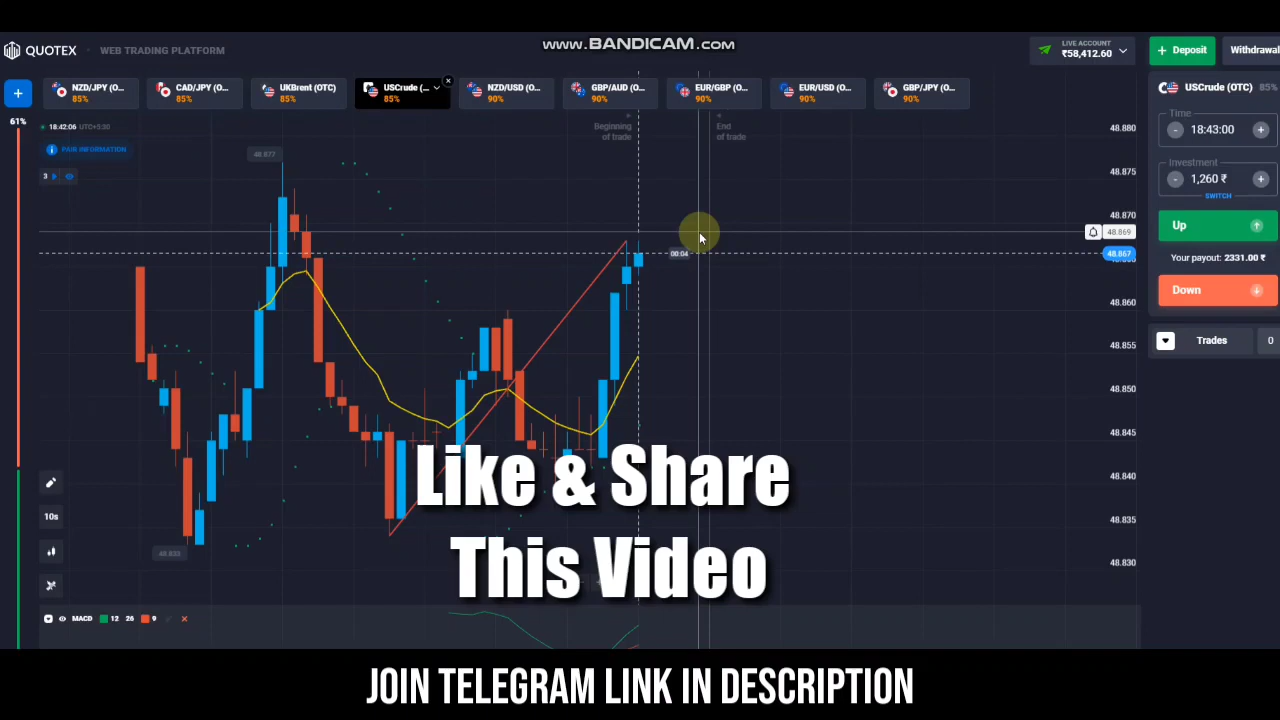 www.BANDICAM.com
QUOTEX WEB TRADING PLATFORM
LIVE ACCOUNT
₹58,412.60
+ Deposit
Withdrawal
NZD/JPY (O... 85%
CAD/JPY (O... 85%
UKBrent (OTC) 85%
USCrude (... 85%
NZD/USD (O... 90%
GBP/AUD (O... 90%
EUR/GBP (O... 90%
EUR/USD (O... 90%
GBP/JPY (O... 90%
USCrude (OTC) 85%
61%
18:42:06 UTC+5:30
PAIR INFORMATION
3
Beginning of trade
End of trade
48.877
48.833
00:04
48.880
48.875
48.870
48.869
48.867
48.860
48.855
48.850
48.845
48.840
48.835
48.830
Time
- 18:43:00 +
Investment
- 1,260 ₹ +
SWITCH
Up
Your payout: 2331.00 ₹
Down
Trades 0
10s
Like & Share
This Video
MACD 12 26 9
JOIN TELEGRAM LINK IN DESCRIPTION